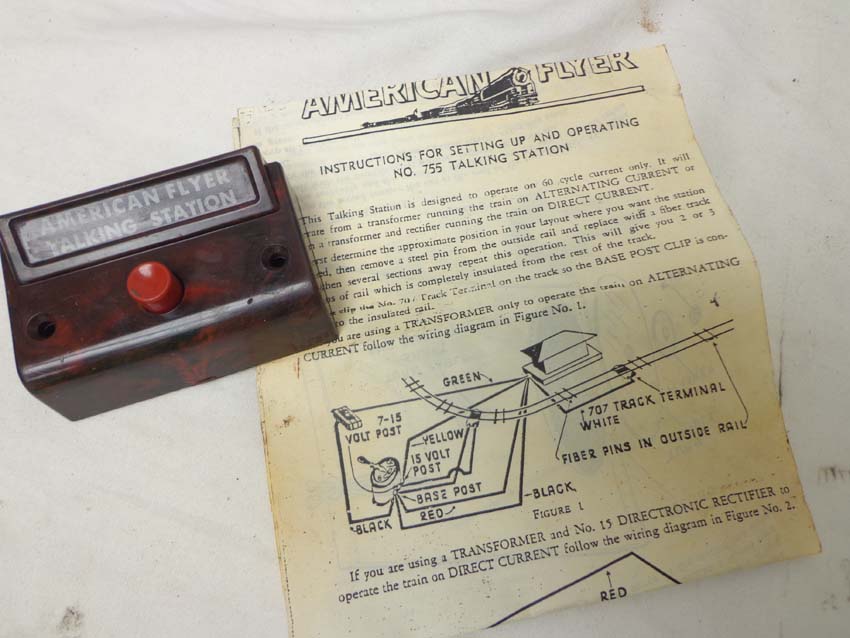 AMERICAN FLYER
TALKING STATION
AMERICAN FLYER
INSTRUCTIONS FOR SETTING UP AND OPERATING
NO. 755 TALKING STATION
This Talking Station is designed to operate on 60 cycle current only. It will
from a transformer running the train on ALTERNATING CURRENT or
a transformer and rectifier running the train on DIRECT CURRENT.
determine the approximate position in your layout where you want the station
then remove a steel pin from the outside rail and replace with a fiber track
then several sections away repeat this operation. This will give you 2 or 3
of rail which is completely insulated from the rest of the track.
the No. 707 Track Terminal on the track so the BASE POST CLIP is con-
to the insulated rail.
you are using a TRANSFORMER only to operate the train on ALTERNATING
CURRENT follow the wiring diagram in Figure No. 1.
GREEN
7-15
VOLT POST
YELLOW
15 VOLT
POST
BASE POST
RED
BLACK
BLACK
707 TRACK TERMINAL
WHITE
FIBER PINS IN OUTSIDE RAIL
FIGURE 1
If you are using a TRANSFORMER and No. 15 DIRECTRONIC RECTIFIER to
operate the train on DIRECT CURRENT follow the wiring diagram in Figure No. 2.
RED